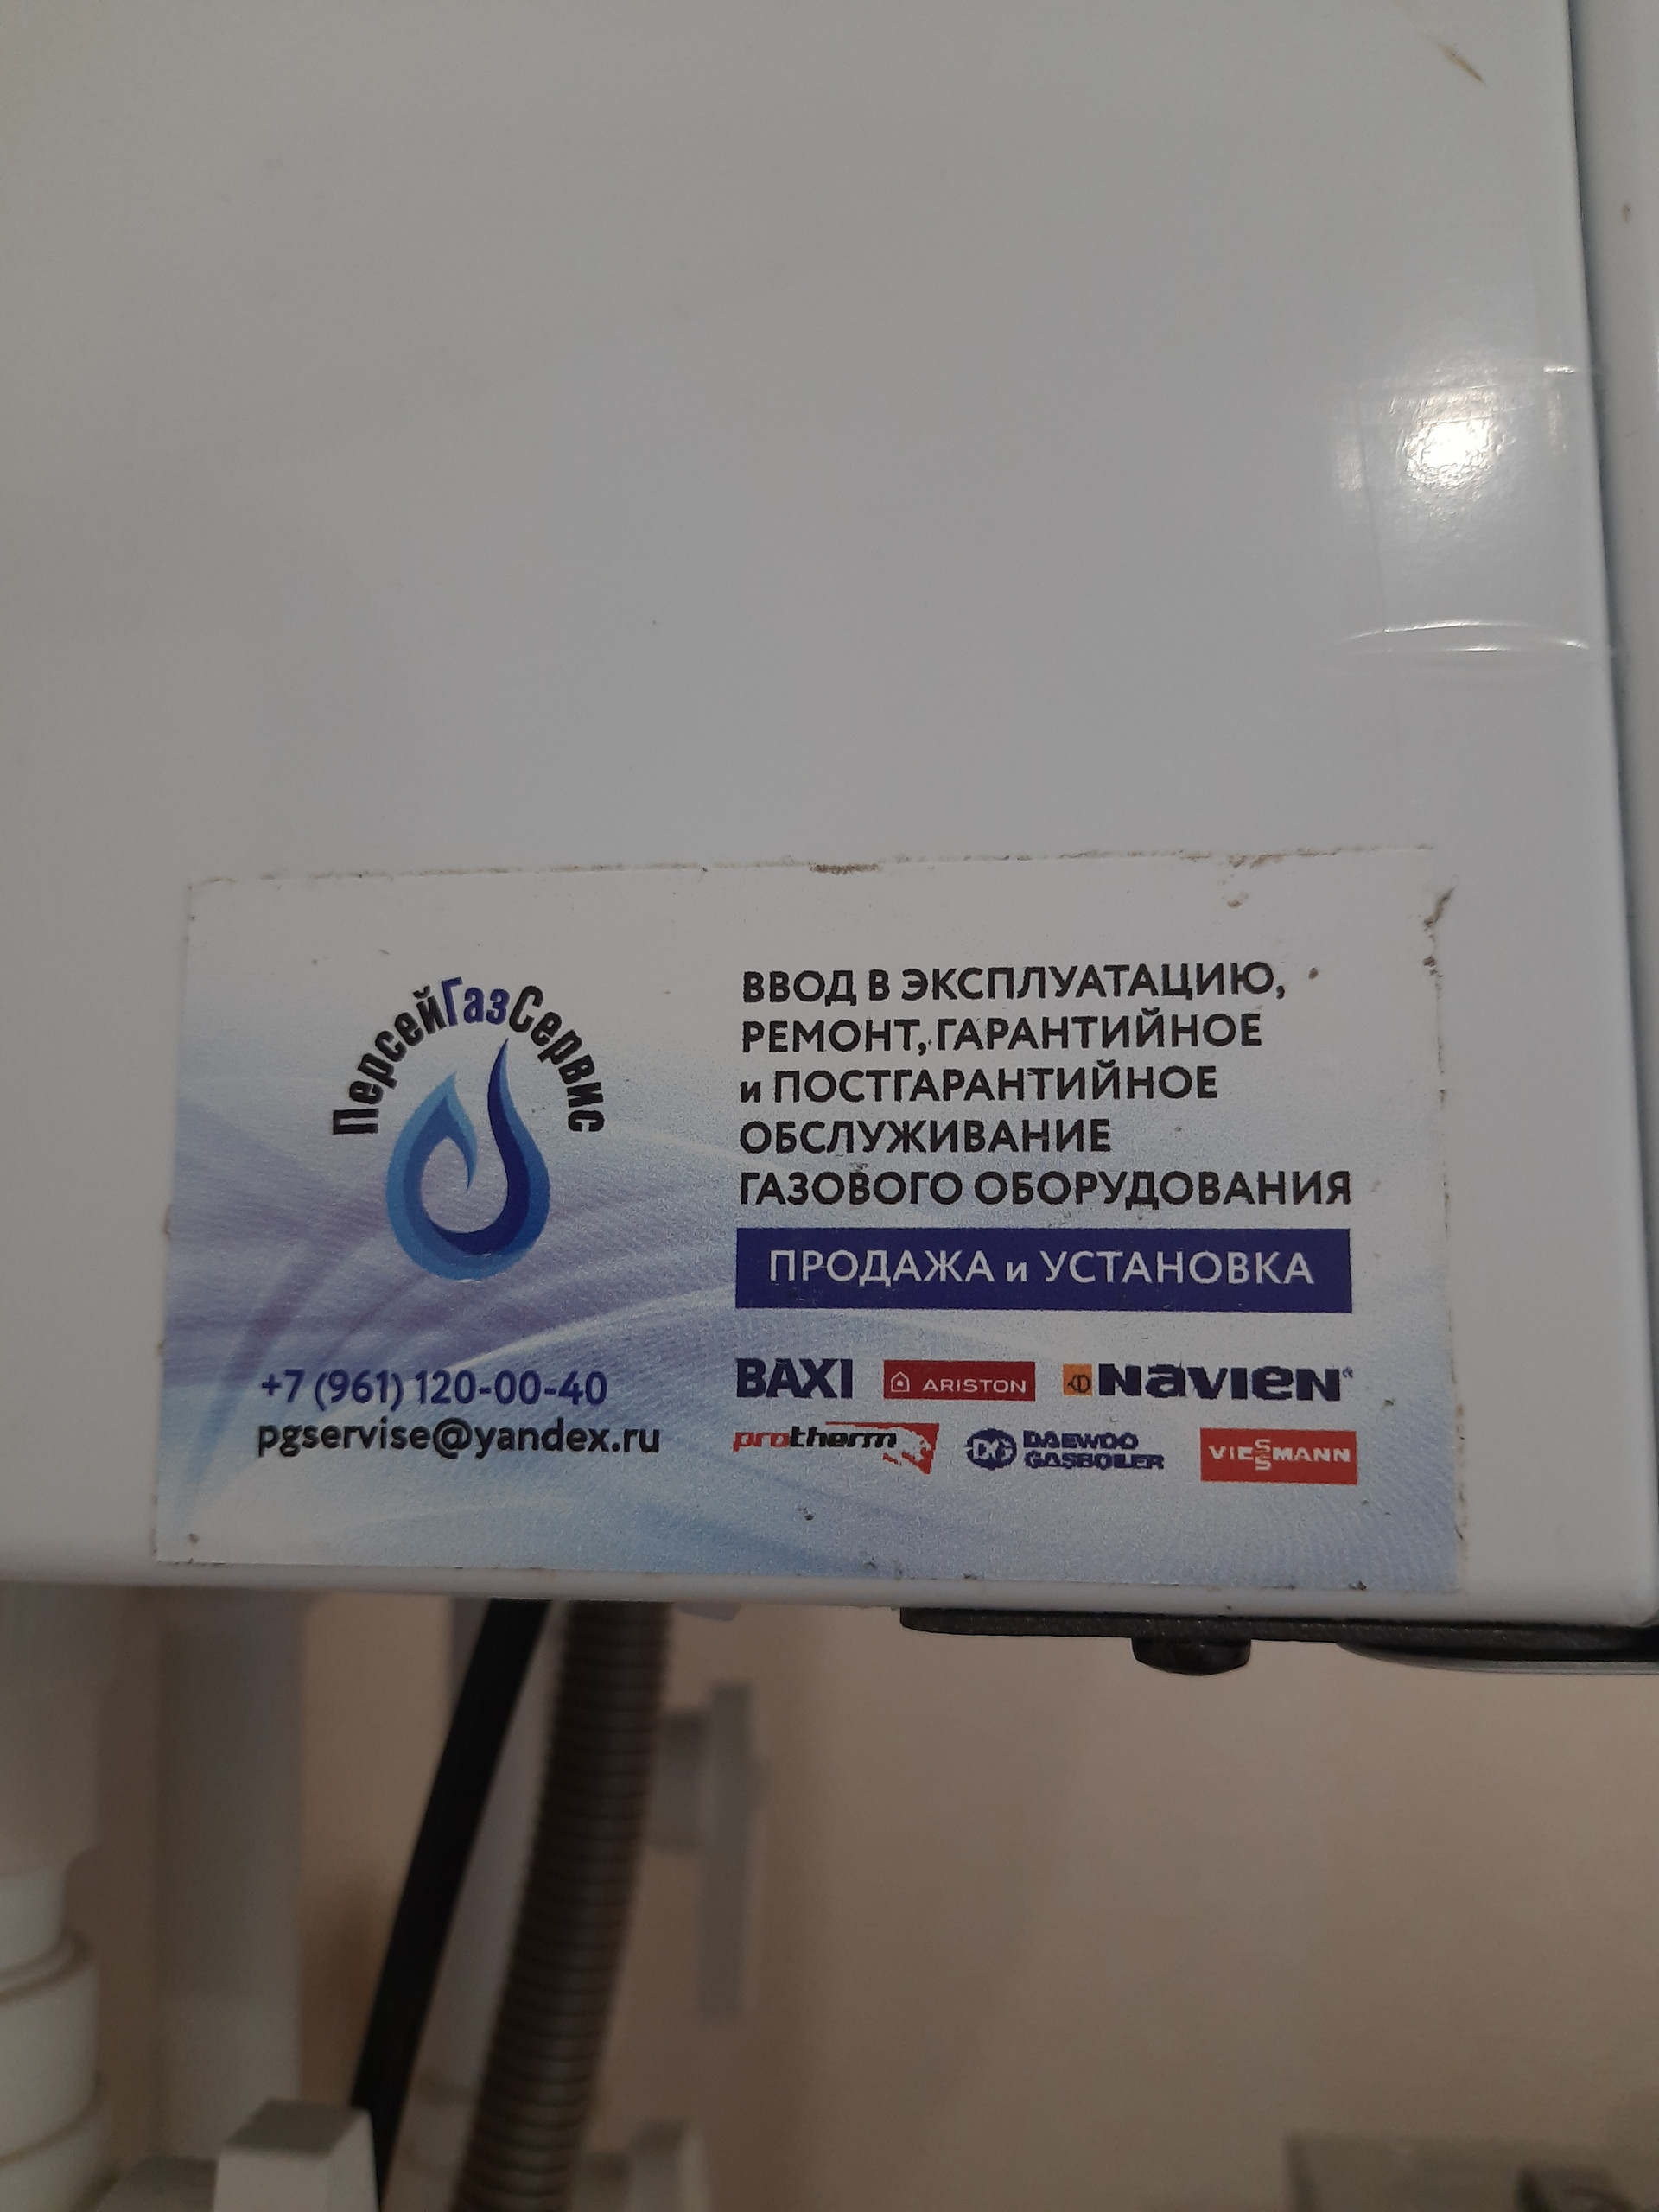 ПерсейГазСервис
+7 (961) 120-00-40
pgservise@yandex.ru
ВВОД В ЭКСПЛУАТАЦИЮ,
РЕМОНТ, ГАРАНТИЙНОЕ
и ПОСТГАРАНТИЙНОЕ
ОБСЛУЖИВАНИЕ
ГАЗОВОГО ОБОРУДОВАНИЯ
ПРОДАЖА и УСТАНОВКА
BAXI ARISTON NAVIEN
protherm DG DAEWOO GASBOILER VIESSMANN